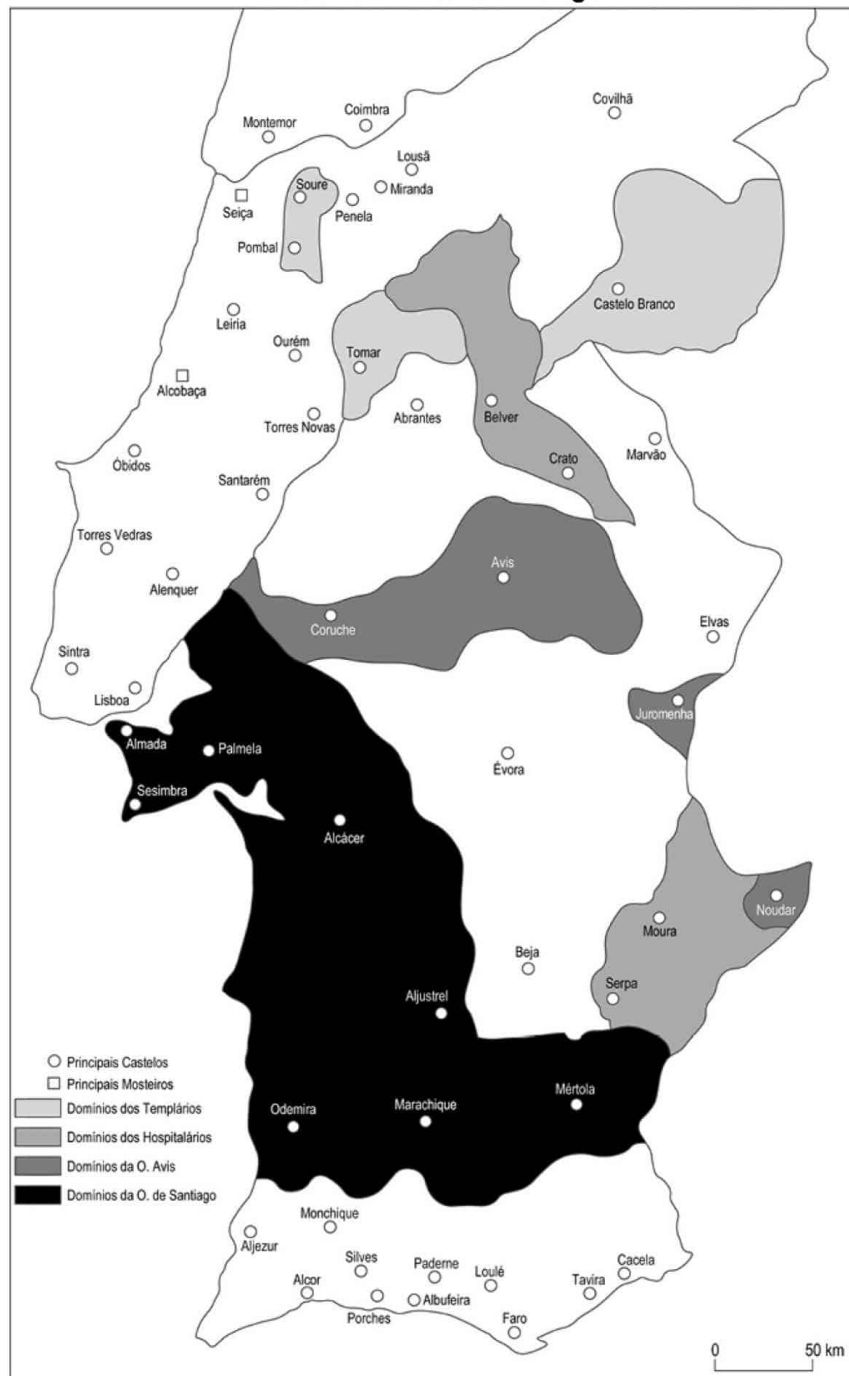 Coimbra
Covilhã
Montemor
Lousã
Miranda
Soure
Seiça
Penela
Pombal
Castelo Branco
Leiria
Ourém
Tomar
Alcobaça
Torres Novas
Abrantes
Belver
Marvão
Óbidos
Crato
Santarém
Torres Vedras
Avis
Alenquer
Coruche
Elvas
Sintra
Lisboa
Juromenha
Almada
Palmela
Évora
Sesimbra
Alcácer
Noudar
Moura
Beja
Serpa
Aljustrel
Odemira
Marachique
Mértola
Principais Castelos
Principais Mosteiros
Domínios dos Templários
Domínios dos Hospitalários
Domínios da O. Avis
Domínios da O. de Santiago
Monchique
Aljezur
Silves
Paderne
Loulé
Cacela
Alcor
Tavira
Porches
Albufeira
Faro
0 50 km